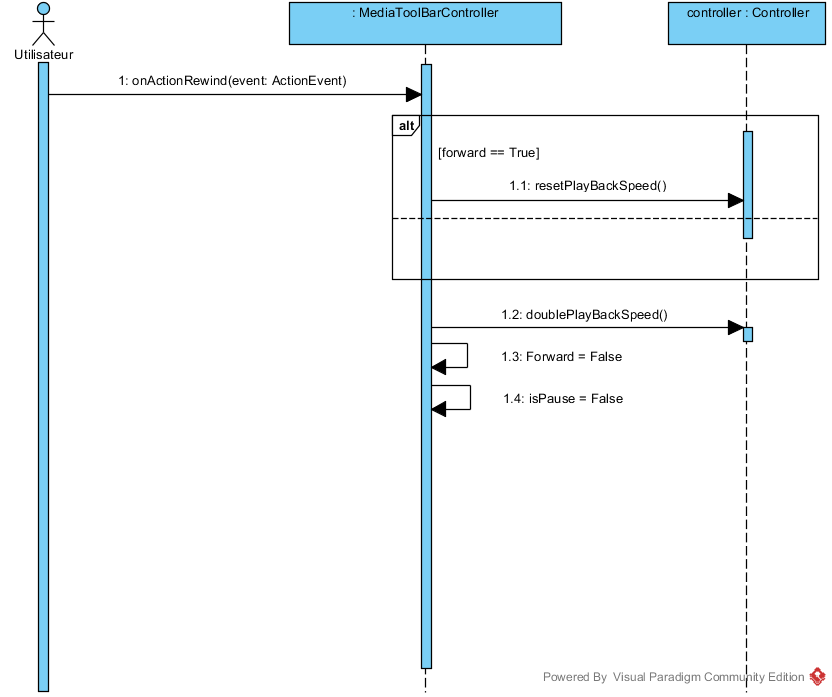 : MediaToolBarController
controller : Controller
Utilisateur
1: onActionRewind(event: ActionEvent)
alt
[forward == True]
1.1: resetPlayBackSpeed()
1.2: doublePlayBackSpeed()
1.3: Forward = False
1.4: isPause = False
Powered By Visual Paradigm Community Edition